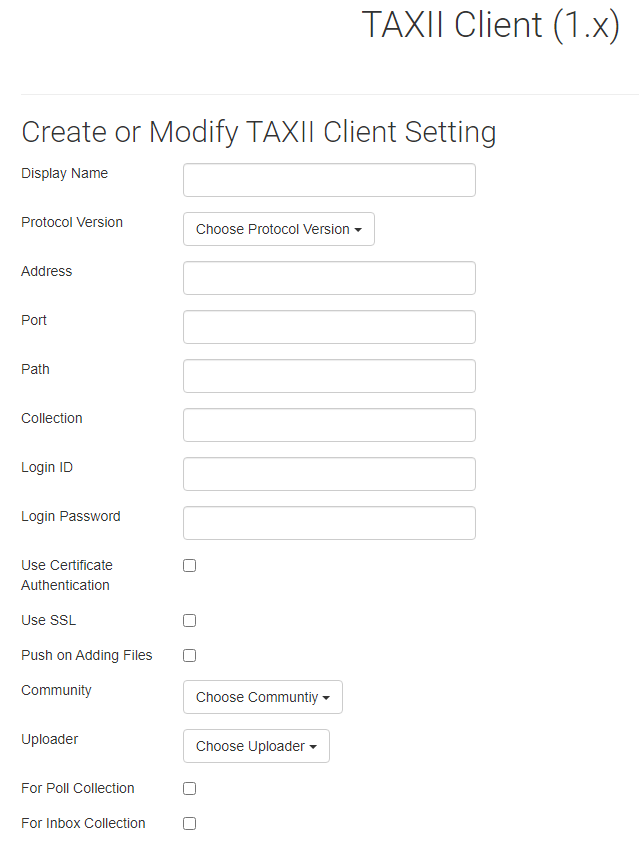 TAXII Client (1.x)
Create or Modify TAXII Client Setting
Display Name
Protocol Version
Choose Protocol Version
Address
Port
Path
Collection
Login ID
Login Password
Use Certificate
Authentication
Use SSL
Push on Adding Files
Community
Choose Communtiy
Uploader
Choose Uploader
For Poll Collection
For Inbox Collection